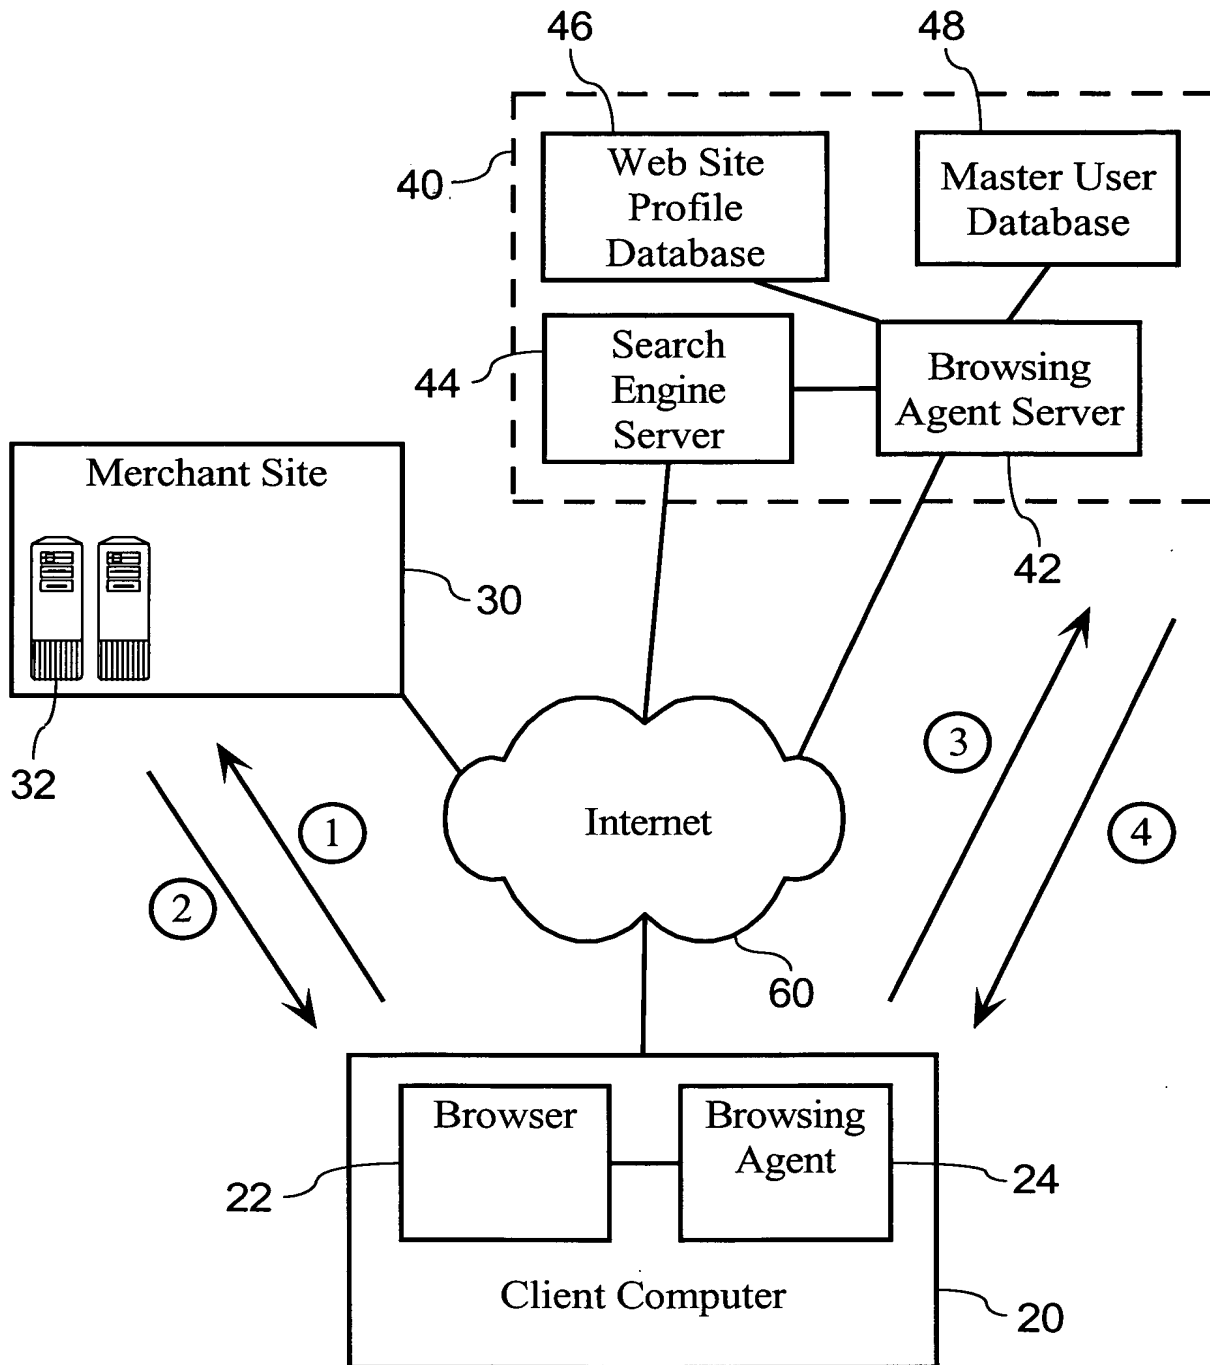 46
48
40
Web Site
Profile
Database
Master User
Database
44
Search
Engine
Server
Browsing
Agent Server
42
Merchant Site
30
32
1
2
3
4
Internet
60
Browser
Browsing
Agent
22
24
Client Computer
20